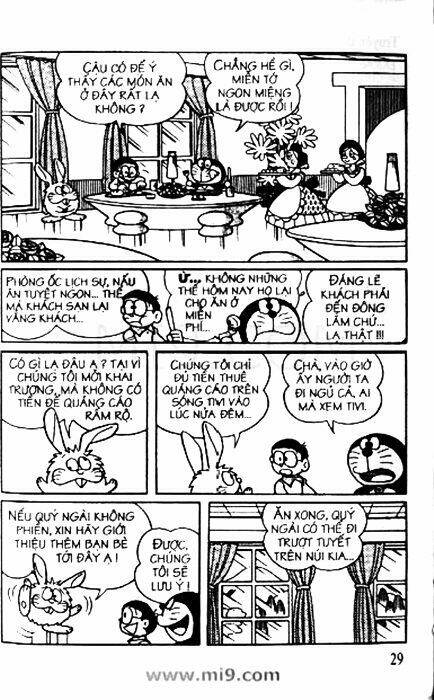 CẬU CÓ ĐỂ Ý
THẤY CÁC MÓN ĂN
Ở ĐÂY RẤT LẠ
KHÔNG ?
CHẲNG HỀ GÌ,
MIỄN TỚ
NGON MIỆNG
LÀ ĐƯỢC RỒI !
PHÒNG ỐC LỊCH SỰ, NẤU
ĂN TUYỆT NGON... THẾ
MÀ KHÁCH SẠN LẠI
VẮNG KHÁCH...
Ừ... KHÔNG NHỮNG
THẾ HÔM NAY HỌ LẠI
CHO ĂN Ở
MIỄN
PHÍ...
ĐÁNG LẼ
KHÁCH PHẢI
ĐẾN ĐÔNG
LẮM CHỨ...
LẠ THẬT !!!
CÓ GÌ LẠ ĐÂU Ạ ? TẠI VÌ
CHÚNG TÔI MỚI KHAI
TRƯƠNG, MÀ KHÔNG CÓ
TIỀN ĐỂ QUẢNG CÁO
RẦM RỘ.
CHÚNG TÔI CHỈ
ĐỦ TIỀN THUÊ
QUẢNG CÁO TRÊN
SÓNG TIVI VÀO
LÚC NỬA ĐÊM...
CHÀ, VÀO GIỜ
ẤY NGƯỜI TA
ĐI NGỦ CẢ, AI
MÀ XEM TIVI.
NẾU QUÝ NGÀI KHÔNG
PHIỀN, XIN HÃY GIỚI
THIỆU THÊM BẠN BÈ
TỚI ĐÂY Ạ !
ĐƯỢC,
CHÚNG
TÔI SẼ
LƯU Ý !
ĂN XONG, QUÝ
NGÀI CÓ THỂ ĐI
TRƯỢT TUYẾT
TRÊN NÚI KIA...
29
www.mi9.com